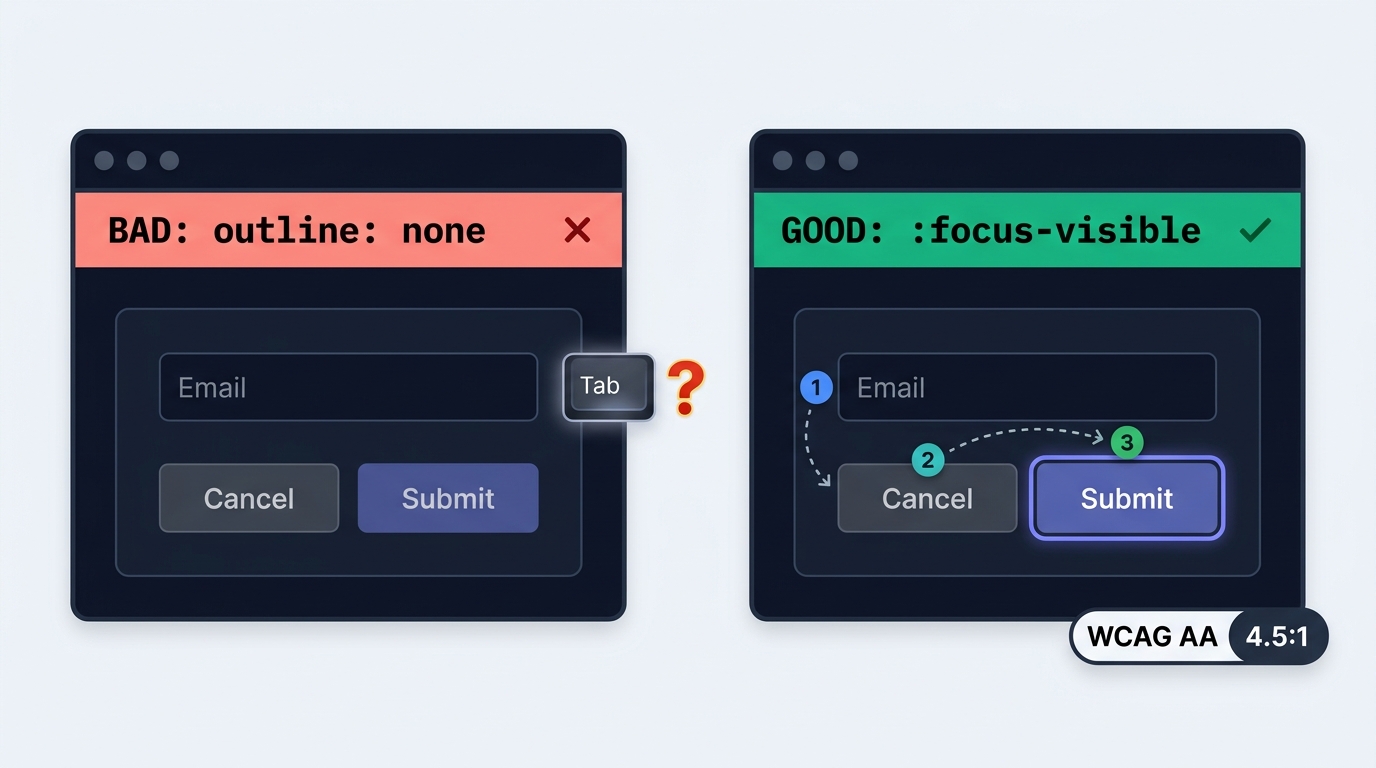 BAD: outline: none
Email
Tab
?
Cancel
Submit
GOOD: :focus-visible
1
Email
2
3
Cancel
Submit
WCAG AA 4.5:1